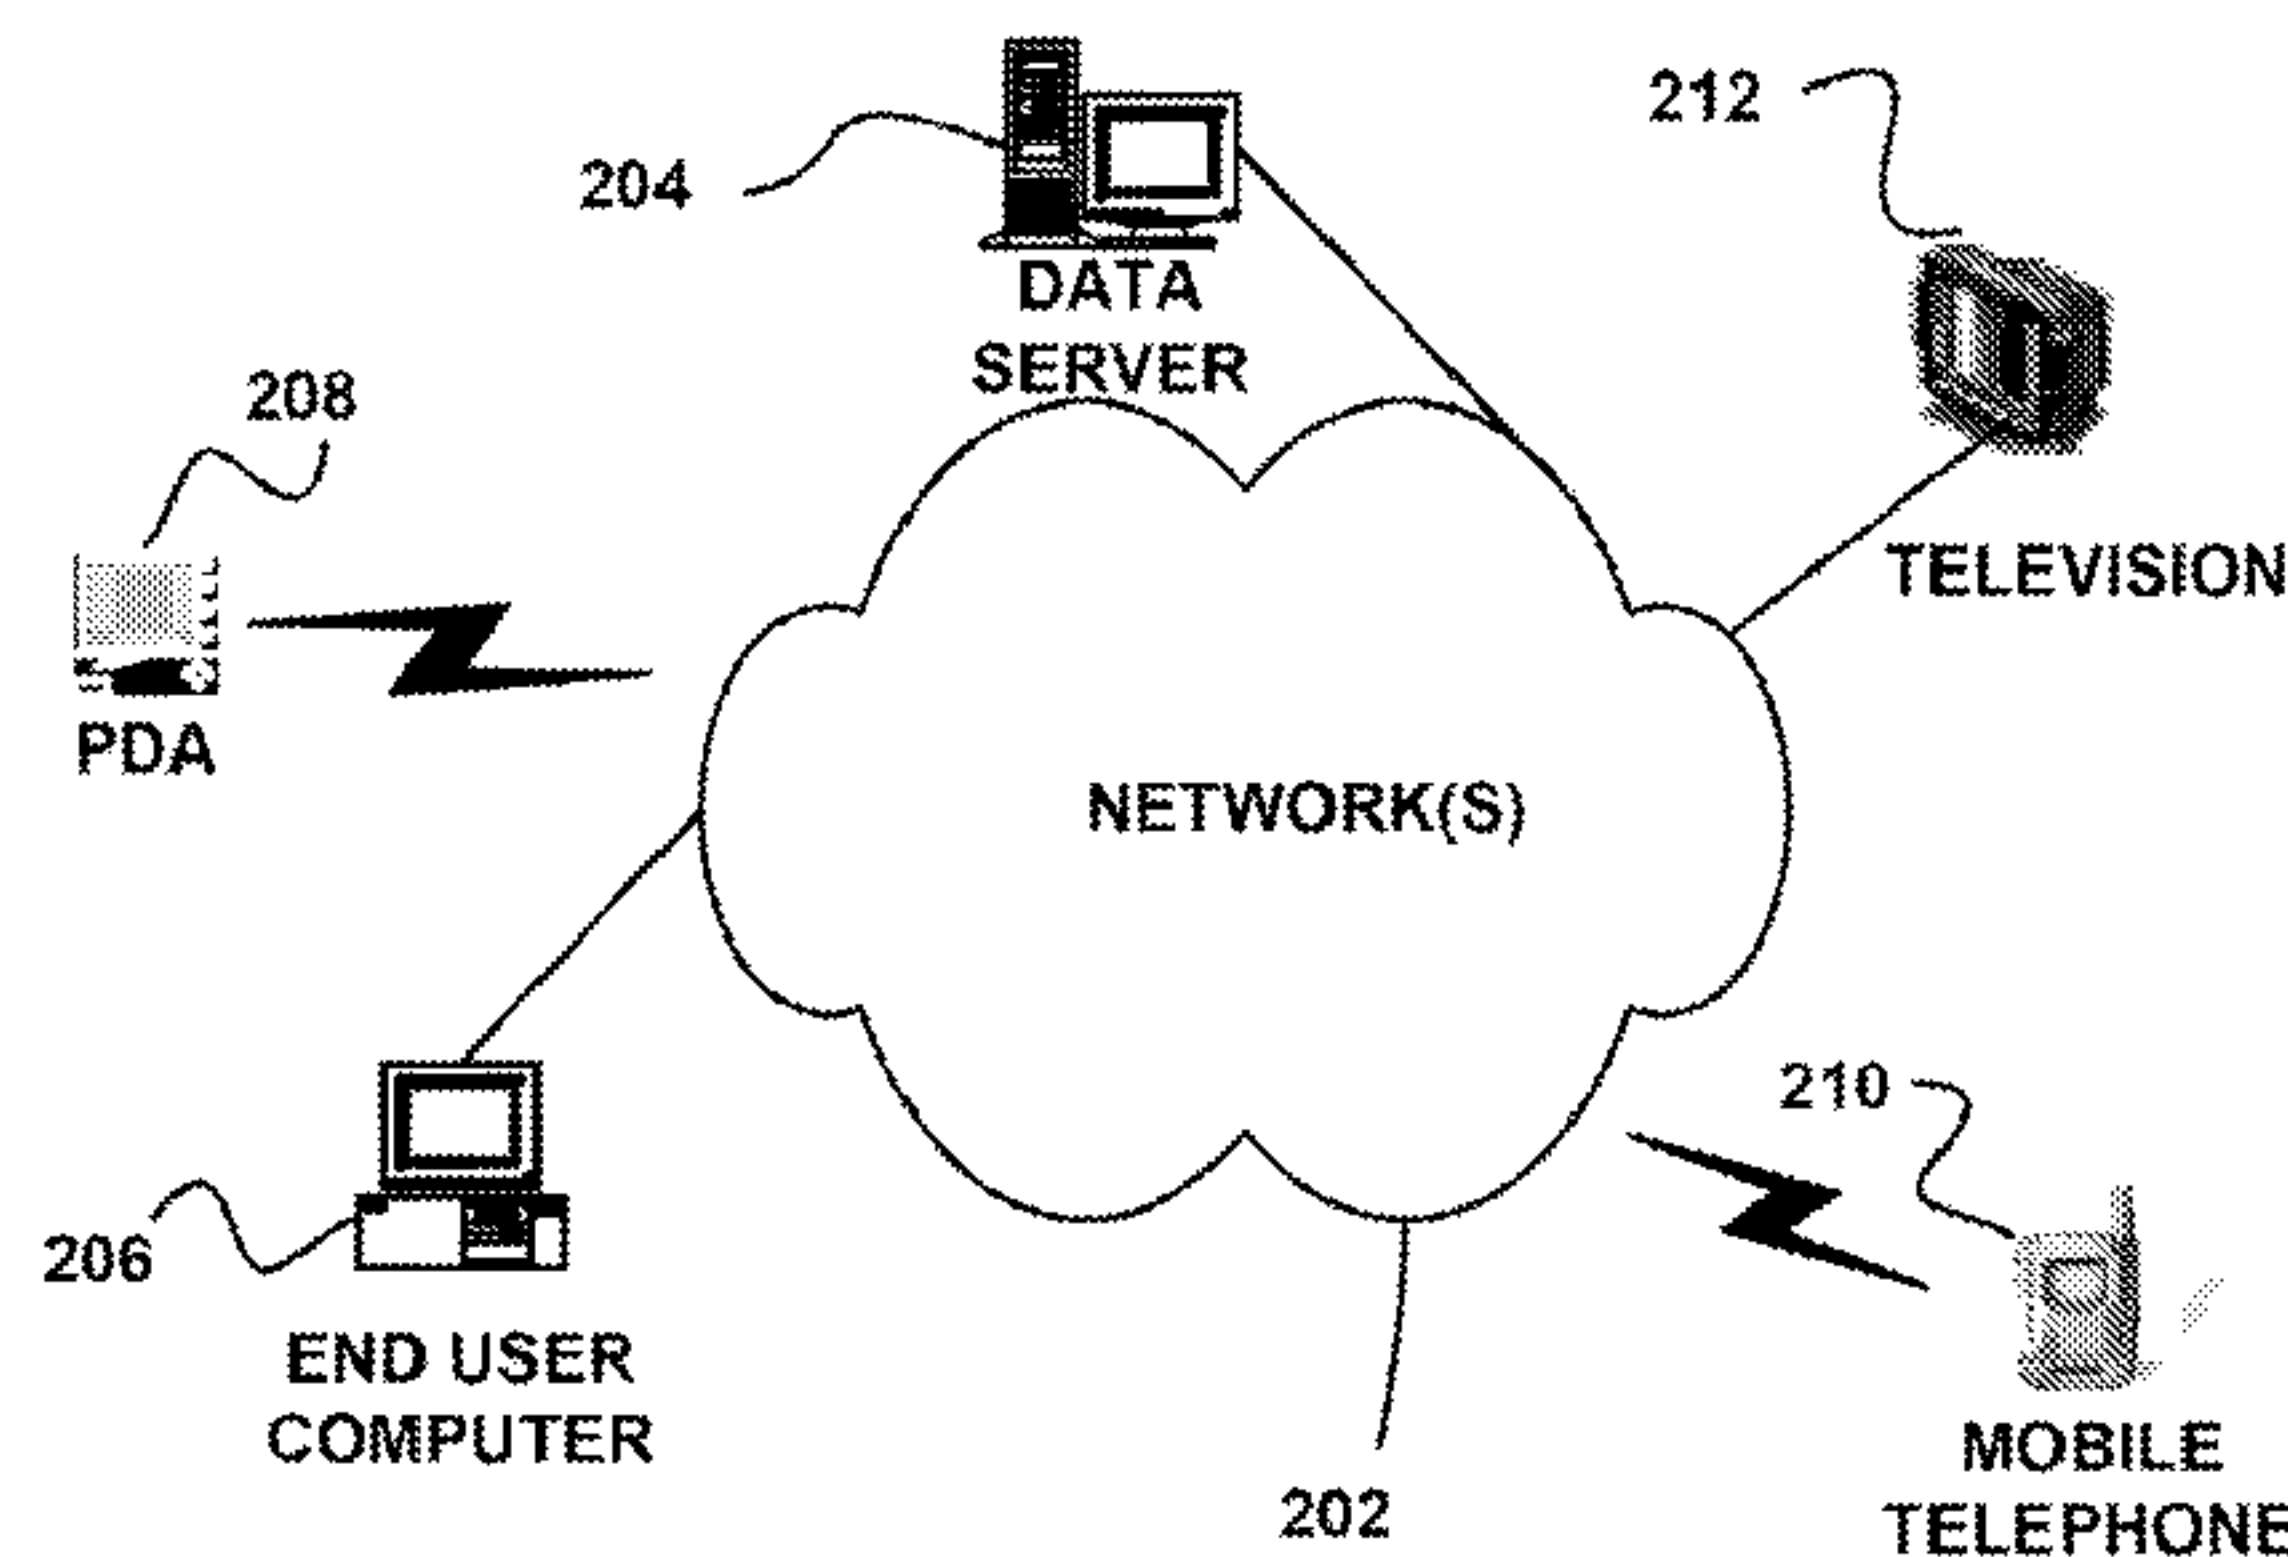 212
204
DATA
SERVER
208
TELEVISION
PDA
NETWORK(S)
210
206
END USER
COMPUTER
MOBILE
TELEPHONE
202